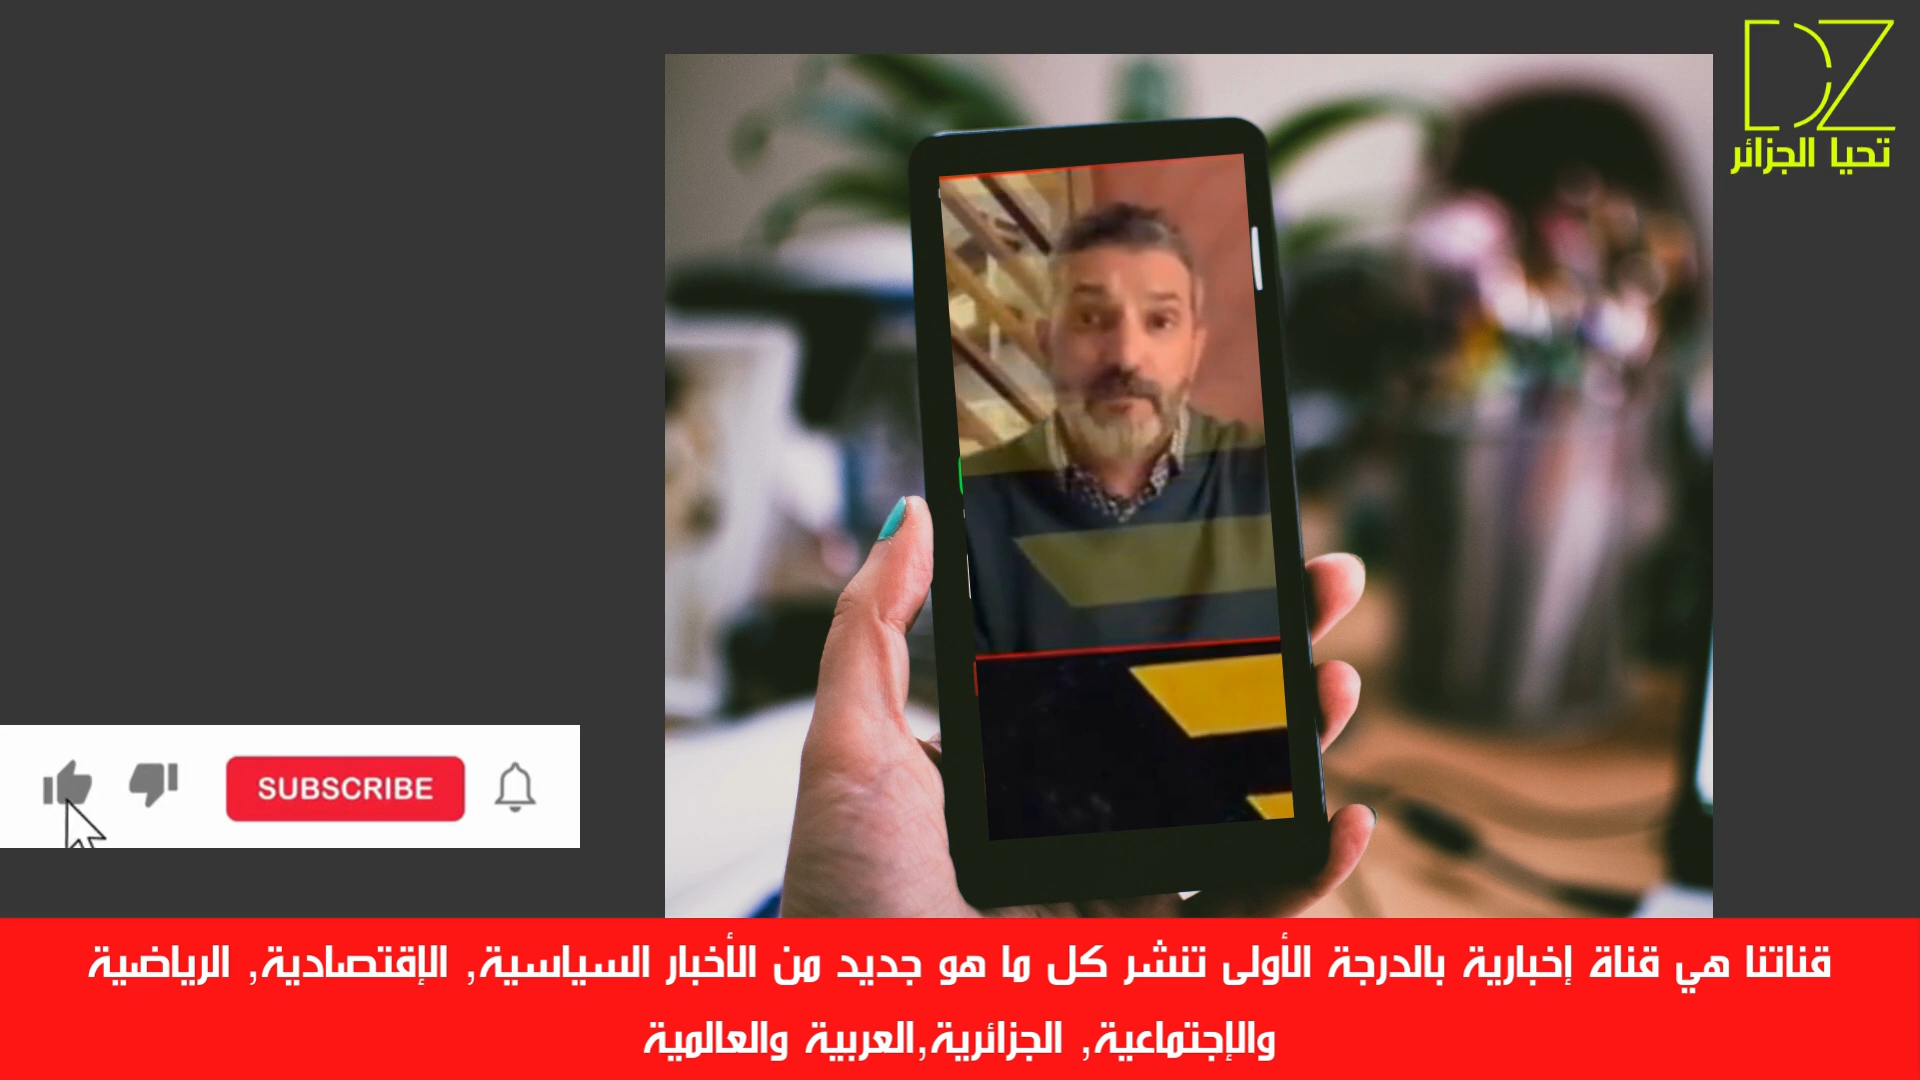 DZ
تحيا الجزائر
SUBSCRIBE
قناتنا هي قناة إخبارية بالدرجة الأولى تنشر كل ما هو جديد من الأخبار السياسية, الإقتصادية, الرياضية
والإجتماعية, الجزائرية,العربية والعالمية